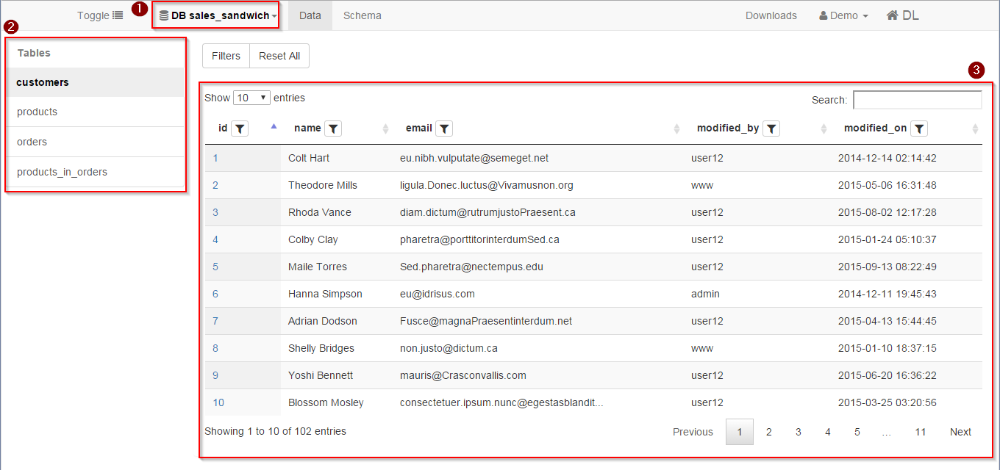 Toggle 1 DB sales_sandwich Data Schema Downloads Demo DL
2
Tables
customers
products
orders
products_in_orders
Filters Reset All
3
Show 10 entries Search:
id name email modified_by modified_on
1 Colt Hart eu.nibh.vulputate@semeget.net user12 2014-12-14 02:14:42
2 Theodore Mills ligula.Donec.luctus@Vivamusnon.org www 2015-05-06 16:31:48
3 Rhoda Vance diam.dictum@rutrumjustoPraesent.ca user12 2015-08-02 12:17:28
4 Colby Clay pharetra@porttitorinterdumSed.ca user12 2015-01-24 05:10:37
5 Maile Torres Sed.pharetra@nectempus.edu user12 2015-09-13 08:22:49
6 Hanna Simpson eu@idrisus.com admin 2014-12-11 19:45:43
7 Adrian Dodson Fusce@magnaPraesentinterdum.net user12 2015-04-13 15:44:45
8 Shelly Bridges non.justo@dictum.ca www 2015-01-10 18:37:15
9 Yoshi Bennett mauris@Crasconvallis.com user12 2015-06-20 16:36:22
10 Blossom Mosley consectetuer.ipsum.nunc@egestasblandit... user12 2015-03-25 03:20:56
Showing 1 to 10 of 102 entries Previous 1 2 3 4 5 … 11 Next